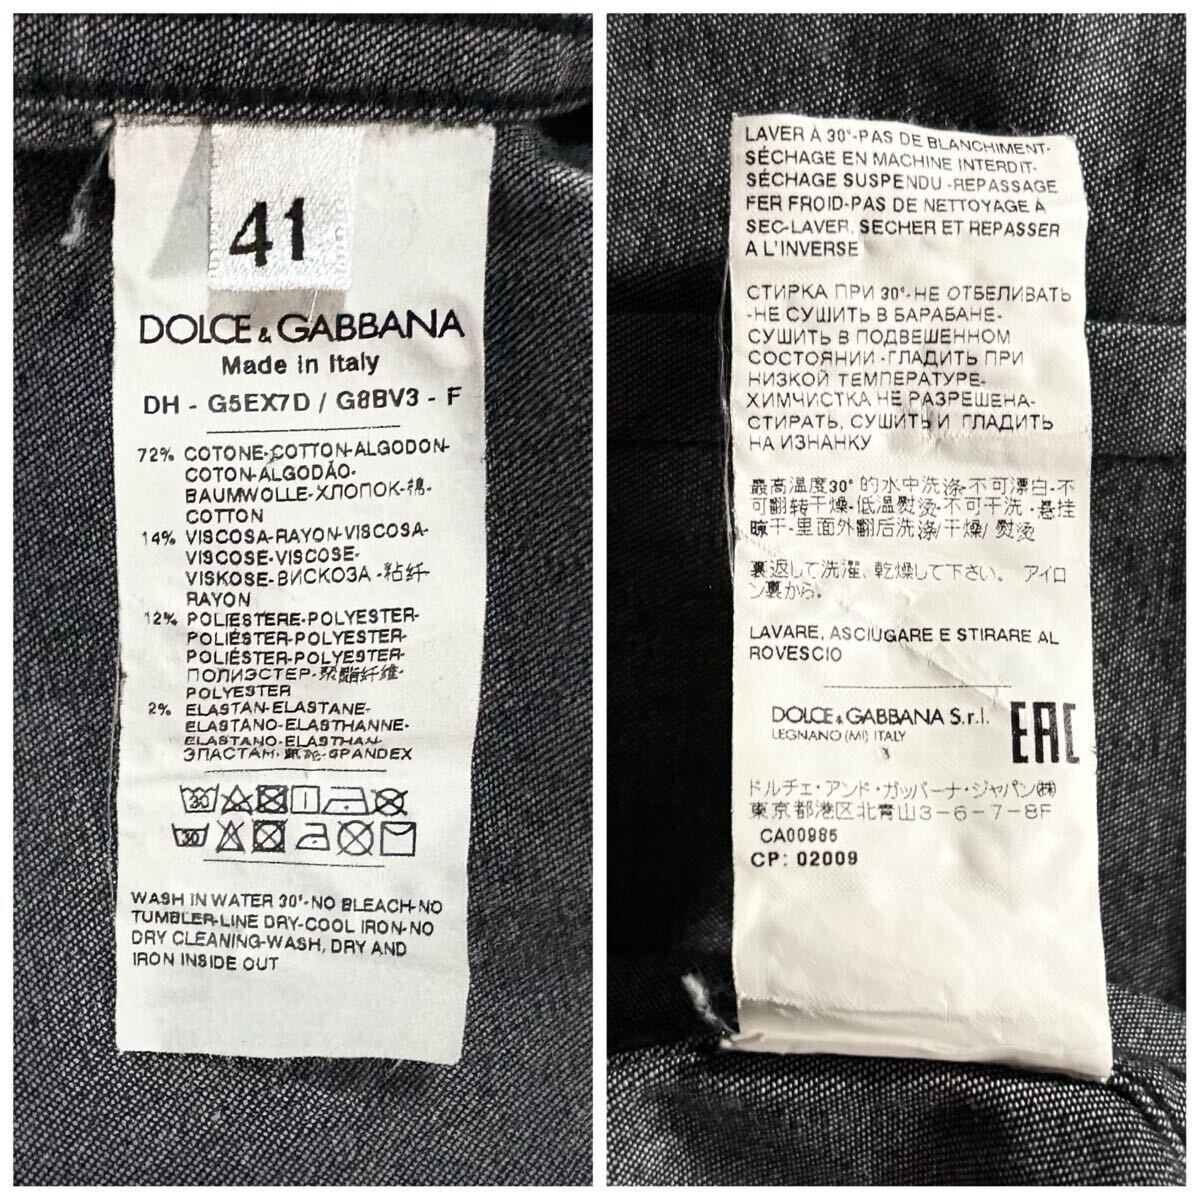 41
DOLCE & GABBANA
Made in Italy
DH - G5EX7D / G8BV3 - F
72% COTONE-COTTON-ALGODON-
COTON-ALGODÃO-
BAUMWOLLE-ХЛОПОК-棉-
COTTON
14% VISCOSA-RAYON-VISCOSA-
VISCOSE-VISCOSE-
VISKOSE-ВИСКОЗА-粘纤-
RAYON
12% POLIESTERE-POLYESTER-
POLIÉSTER-POLYESTER-
POLIÉSTER-POLYESTER-
ПОЛИЭСТЕР-聚酯纤维-
POLYESTER
2% ELASTAN-ELASTANE-
ELASTANO-ELASTHANNE-
ELASTANO-ELASTHAN-
ЭЛАСТАН-氨纶-SPANDEX
30
30
WASH IN WATER 30°-NO BLEACH-NO
TUMBLER-LINE DRY-COOL IRON-NO
DRY CLEANING-WASH, DRY AND
IRON INSIDE OUT
LAVER À 30°-PAS DE BLANCHIMENT-
SÉCHAGE EN MACHINE INTERDIT-
SÉCHAGE SUSPENDU-REPASSAGE
FER FROID-PAS DE NETTOYAGE À
SEC-LAVER, SECHER ET REPASSER
A L'INVERSE
СТИРКА ПРИ 30°-НЕ ОТБЕЛИВАТЬ
-НЕ СУШИТЬ В БАРАБАНЕ-
СУШИТЬ В ПОДВЕШЕННОМ
СОСТОЯНИИ-ГЛАДИТЬ ПРИ
НИЗКОЙ ТЕМПЕРАТУРЕ-
ХИМЧИСТКА НЕ РАЗРЕШЕНА-
СТИРАТЬ, СУШИТЬ И ГЛАДИТЬ
НА ИЗНАНКУ
最高温度30°的水中洗涤-不可漂白-不
可翻转干燥-低温熨烫-不可干洗-悬挂
晾干-里面外翻后洗涤/干燥/熨烫
裏返して洗濯、乾燥して下さい。 アイロ
ン裏から。
LAVARE, ASCIUGARE E STIRARE AL
ROVESCIO
DOLCE & GABBANA S.r.l.
LEGNANO (MI) ITALY
EAC
ドルチェ・アンド・ガッバーナ・ジャパン㈱
東京都港区北青山3-6-7-8F
CA00985
CP: 02009